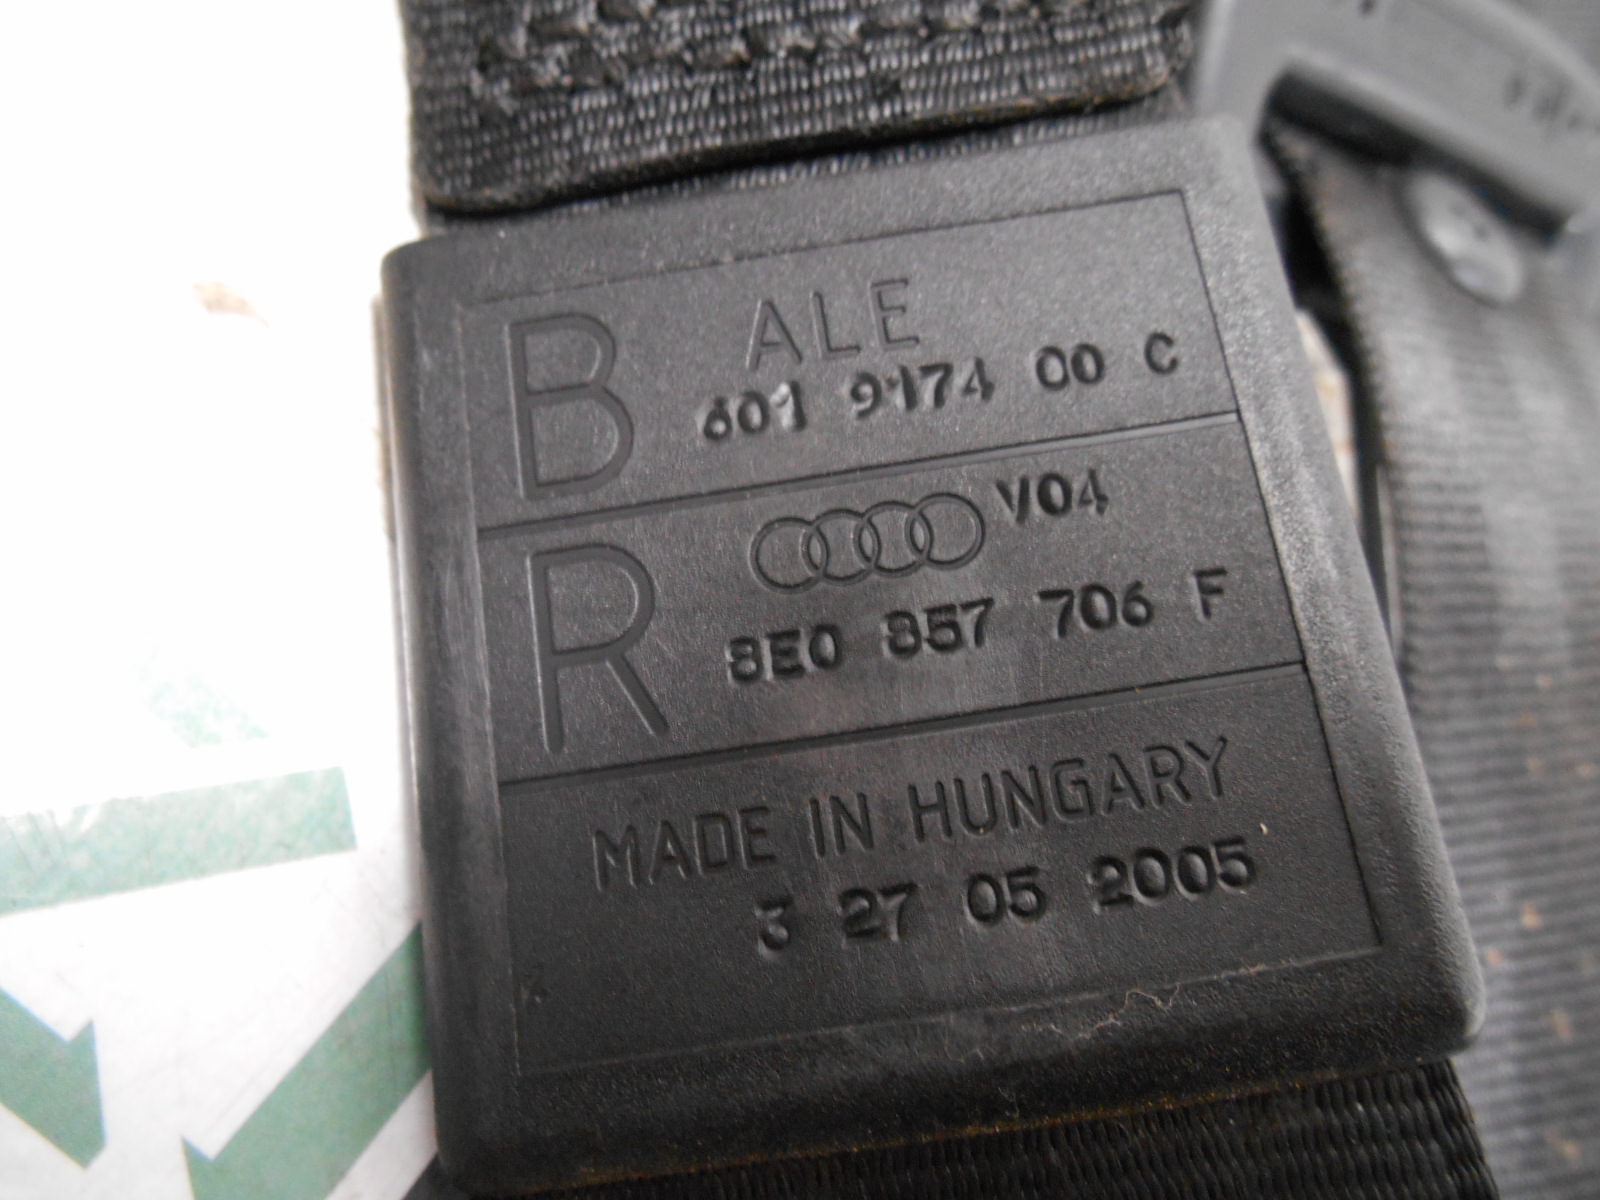 B ALE
601 9174 00 C
V04
R 8E0 857 706 F
MADE IN HUNGARY
3 27 05 2005